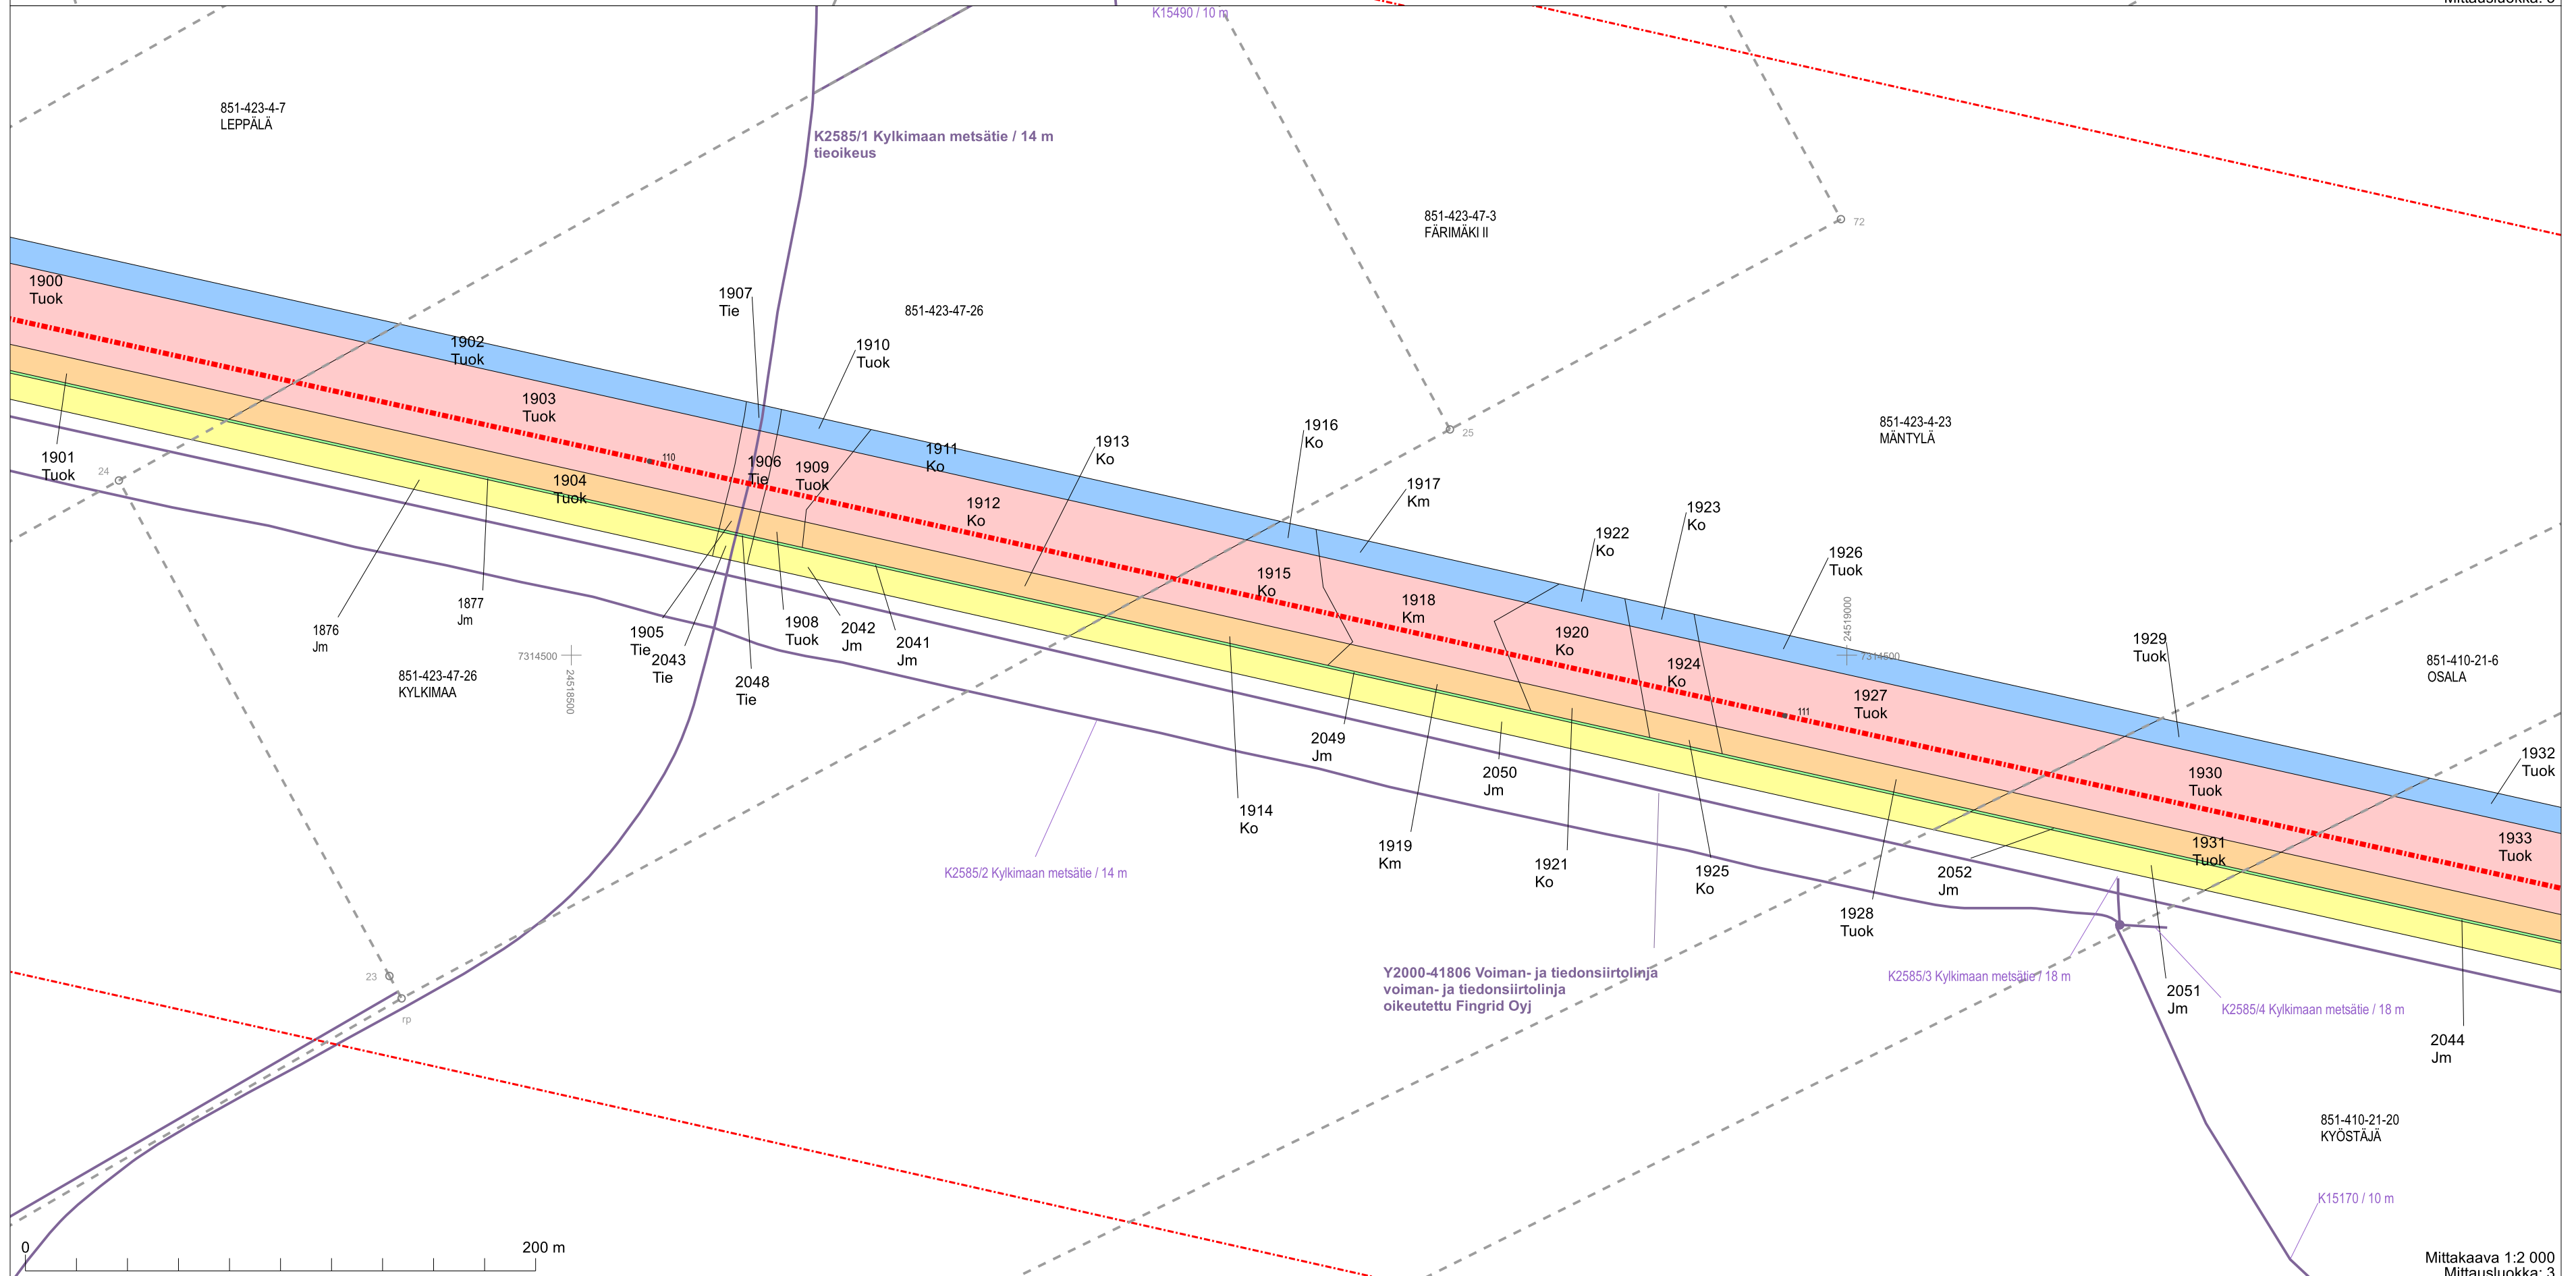 K15490 / 10 m
851-423-4-7
LEPPÄLÄ
K2585/1 Kylkimaan metsätie / 14 m
tieoikeus
851-423-47-3
FÄRIMÄKI II
72
1900
Tuok
1907
Tie
851-423-47-26
1902
Tuok
1910
Tuok
1903
Tuok
851-423-4-23
MÄNTYLÄ
1916
Ko
25
1913
Ko
1911
Ko
1901
Tuok
24
110
1906
Tie
1909
Tuok
1904
Tuok
1917
Km
1912
Ko
1923
Ko
1922
Ko
1926
Tuok
1915
Ko
1918
Km
1876
Jm
1877
Jm
1905
Tie
1908
Tuok
2042
Jm
2041
Jm
1920
Ko
24519000
7314500
1929
Tuok
7314500
24518500
2043
Tie
851-423-47-26
KYLKIMAA
2048
Tie
1924
Ko
1927
Tuok
111
851-410-21-6
OSALA
2049
Jm
2050
Jm
1930
Tuok
1932
Tuok
1914
Ko
1919
Km
1921
Ko
1925
Ko
2052
Jm
1931
Tuok
1933
Tuok
K2585/2 Kylkimaan metsätie / 14 m
1928
Tuok
23
rp
Y2000-41806 Voiman- ja tiedonsiirtolinja
voiman- ja tiedonsiirtolinja
oikeutettu Fingrid Oyj
K2585/3 Kylkimaan metsätie / 18 m
2051
Jm
K2585/4 Kylkimaan metsätie / 18 m
2044
Jm
851-410-21-20
KYÖSTÄJÄ
K15170 / 10 m
0 200 m
Mittakaava 1:2 000
Mittausluokka: 3